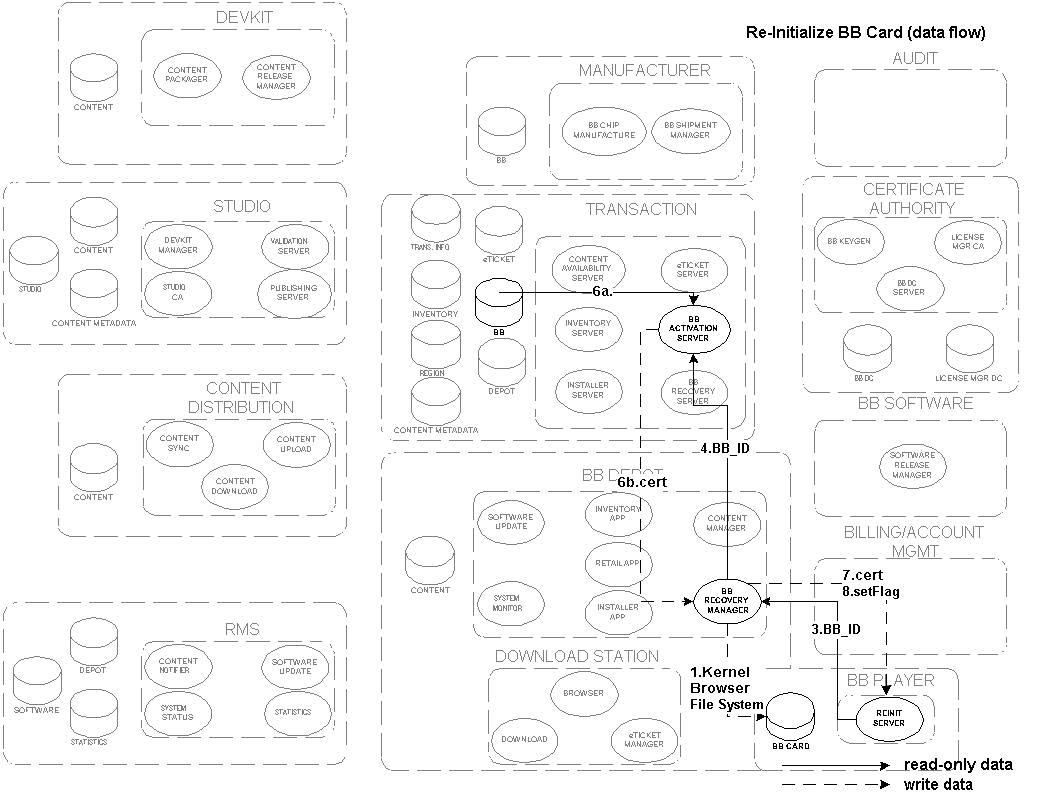 Re-Initialize BB Card (data flow)
DEVKIT
CONTENT
CONTENT
PACKAGER
CONTENT
RELEASE
MANAGER
STUDIO
STUDIO
CONTENT
CONTENT METADATA
DEVKIT
MANAGER
VALIDATION
SERVER
STUDIO
CA
PUBLISHING
SERVER
CONTENT
DISTRIBUTION
CONTENT
CONTENT
SYNC
CONTENT
UPLOAD
CONTENT
DOWNLOAD
RMS
SOFTWARE
DEPOT
STATISTICS
CONTENT
NOTIFIER
SOFTWARE
UPDATE
SYSTEM
STATUS
STATISTICS
MANUFACTURER
BB
BB CHIP
MANUFACTURE
BB SHIPMENT
MANAGER
TRANSACTION
TRANS. INFO
eTICKET
INVENTORY
BB
REGION
DEPOT
CONTENT METADATA
CONTENT
AVAILABILITY
SERVER
eTICKET
SERVER
6a.
INVENTORY
SERVER
BB
ACTIVATION
SERVER
INSTALLER
SERVER
BB
RECOVERY
SERVER
4.BB_ID
6b.cert
BB DEPOT
CONTENT
SOFTWARE
UPDATE
INVENTORY
APP
CONTENT
MANAGER
RETAIL APP
SYSTEM
MONITOR
INSTALLER
APP
BB
RECOVERY
MANAGER
DOWNLOAD STATION
BROWSER
DOWNLOAD
eTICKET
MANAGER
1.Kernel
Browser
File System
AUDIT
CERTIFICATE
AUTHORITY
BB KEYGEN
LICENSE
MGR CA
BB DC
SERVER
BB DC
LICENSE MGR DC
BB SOFTWARE
SOFTWARE
RELEASE
MANAGER
BILLING/ACCOUNT
MGMT
7.cert
8.setFlag
3.BB_ID
BB PLAYER
BB CARD
REINIT
SERVER
read-only data
write data